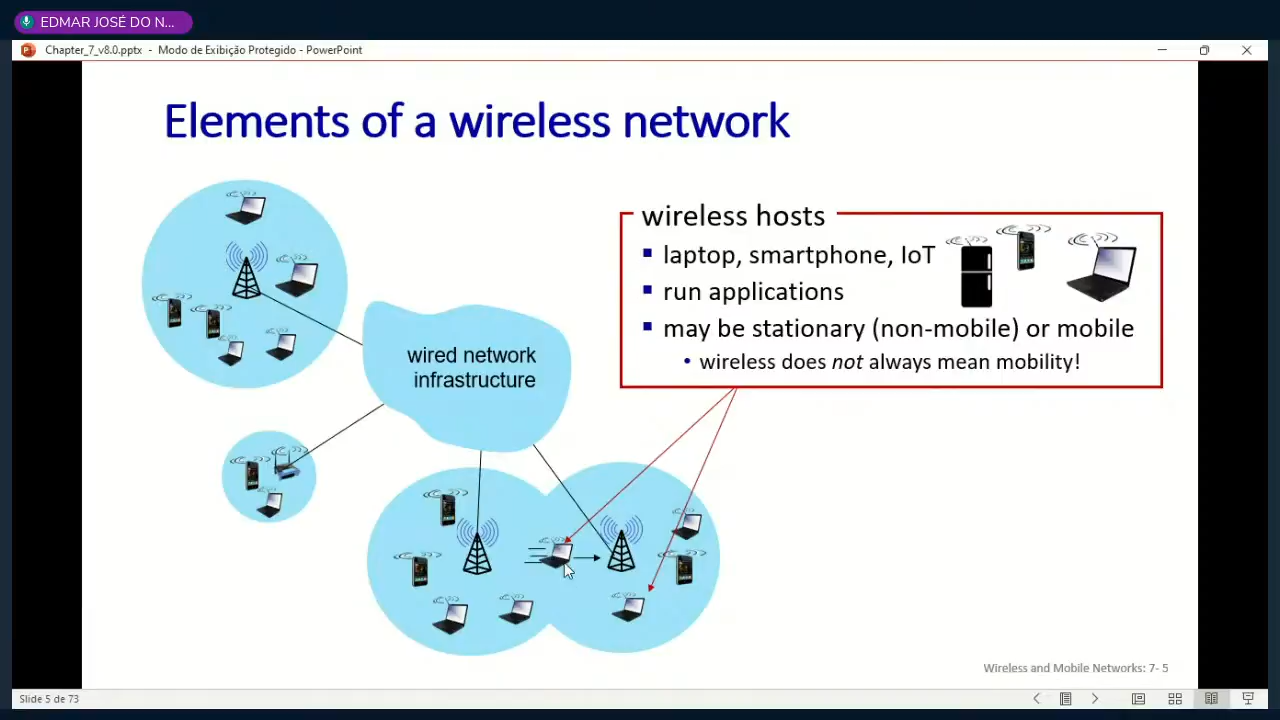 EDMAR JOSÉ DO N...
Chapter_7_v8.0.pptx - Modo de Exibição Protegido - PowerPoint
Elements of a wireless network
wireless hosts
▪ laptop, smartphone, IoT
▪ run applications
▪ may be stationary (non-mobile) or mobile
• wireless does not always mean mobility!
wired network
infrastructure
Wireless and Mobile Networks: 7- 5
Slide 5 de 73